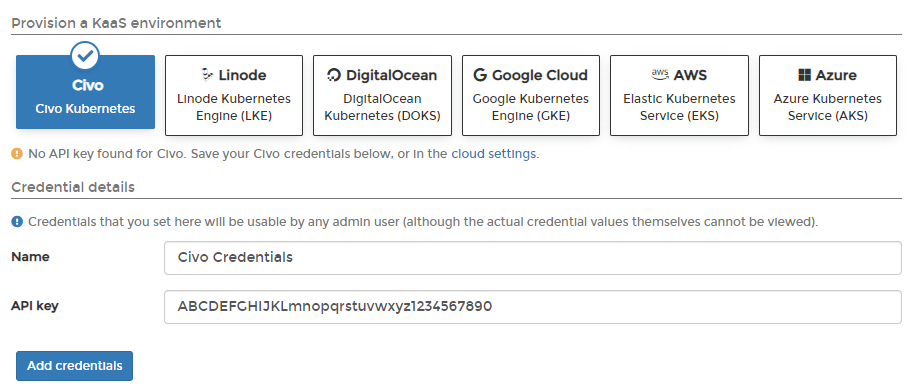 Provision a KaaS environment
Civo
Civo Kubernetes
Linode
Linode Kubernetes
Engine (LKE)
DigitalOcean
DigitalOcean
Kubernetes (DOKS)
Google Cloud
Google Kubernetes
Engine (GKE)
aws AWS
Elastic Kubernetes
Service (EKS)
Azure
Azure Kubernetes
Service (AKS)
No API key found for Civo. Save your Civo credentials below, or in the cloud settings.
Credential details
Credentials that you set here will be usable by any admin user (although the actual credential values themselves cannot be viewed).
Name
Civo Credentials
API key
ABCDEFGHIJKLmnopqrstuvwxyz1234567890
Add credentials